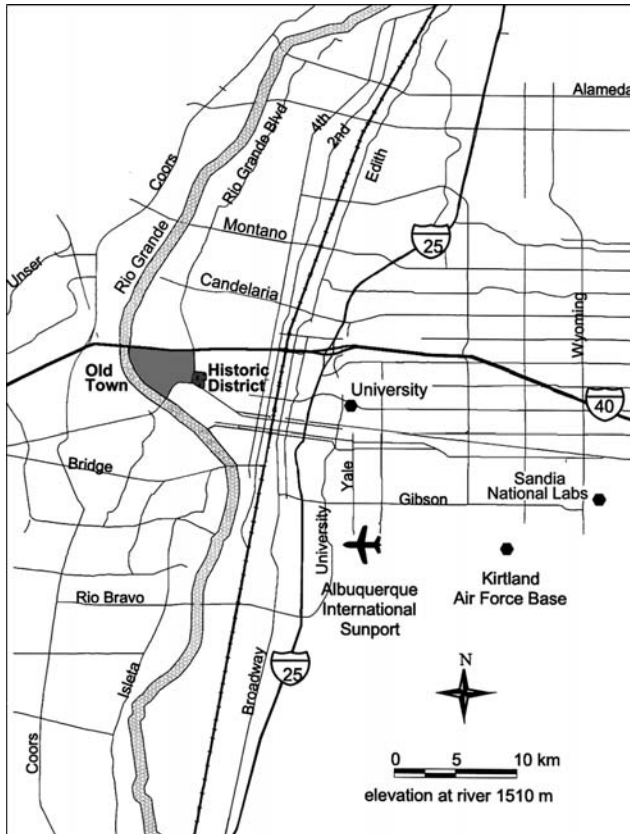 Alameda
4th
2nd
Rio Grande Blvd
Edith
Coors
Rio Grande
Montano
25
Unser
Candelaria
Wyoming
Old
Town
Historic
District
University
40
Bridge
Yale
Sandia
National Labs
Gibson
University
Albuquerque
International
Sunport
Kirtland
Air Force Base
Rio Bravo
Isleta
Broadway
25
N
Coors
0 5 10 km
elevation at river 1510 m